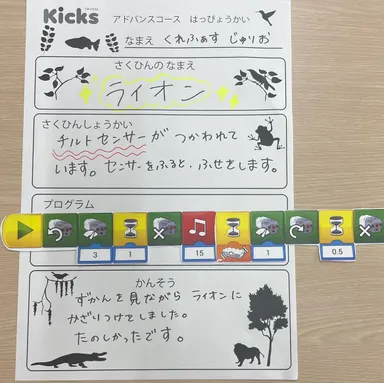 Kicks アドバンスコース はっぴょうかい
なまえ くれふぁす じゅりお
さくひんの なまえ
ライオン
さくひんしょうかい
チルトセンサーが つかわれて
います。センサーをふると、ふせをします。
プログラム
3 1 15 1 0.5
かんそう
ずかんを見ながら ライオンに
かざりつけをしました。
たのしかったです。